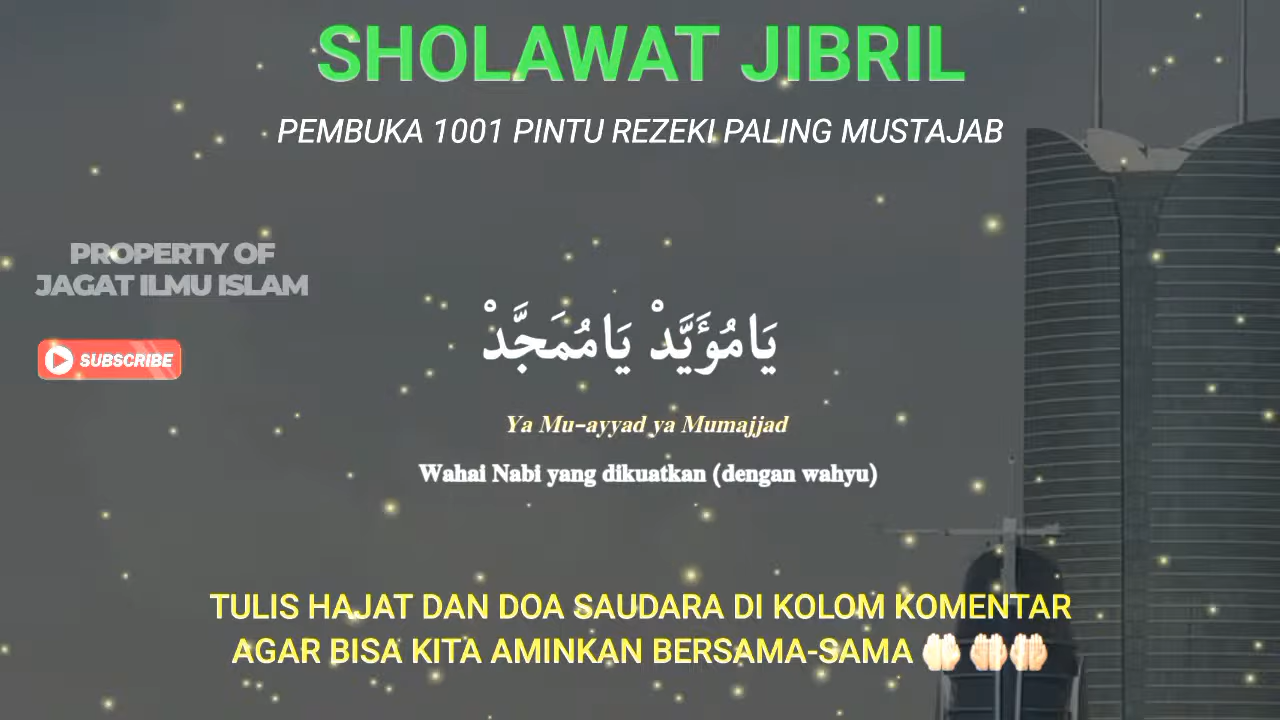 SHOLAWAT JIBRIL
PEMBUKA 1001 PINTU REZEKI PALING MUSTAJAB
PROPERTY OF
JAGAT ILMU ISLAM
يَامُؤَيَّدْ يَامُمَجَّدْ
SUBSCRIBE
Ya Mu-ayyad ya Mumajjad
Wahai Nabi yang dikuatkan (dengan wahyu)
TULIS HAJAT DAN DOA SAUDARA DI KOLOM KOMENTAR
AGAR BISA KITA AMINKAN BERSAMA-SAMA 🤲🏻 🤲🏻🤲🏻